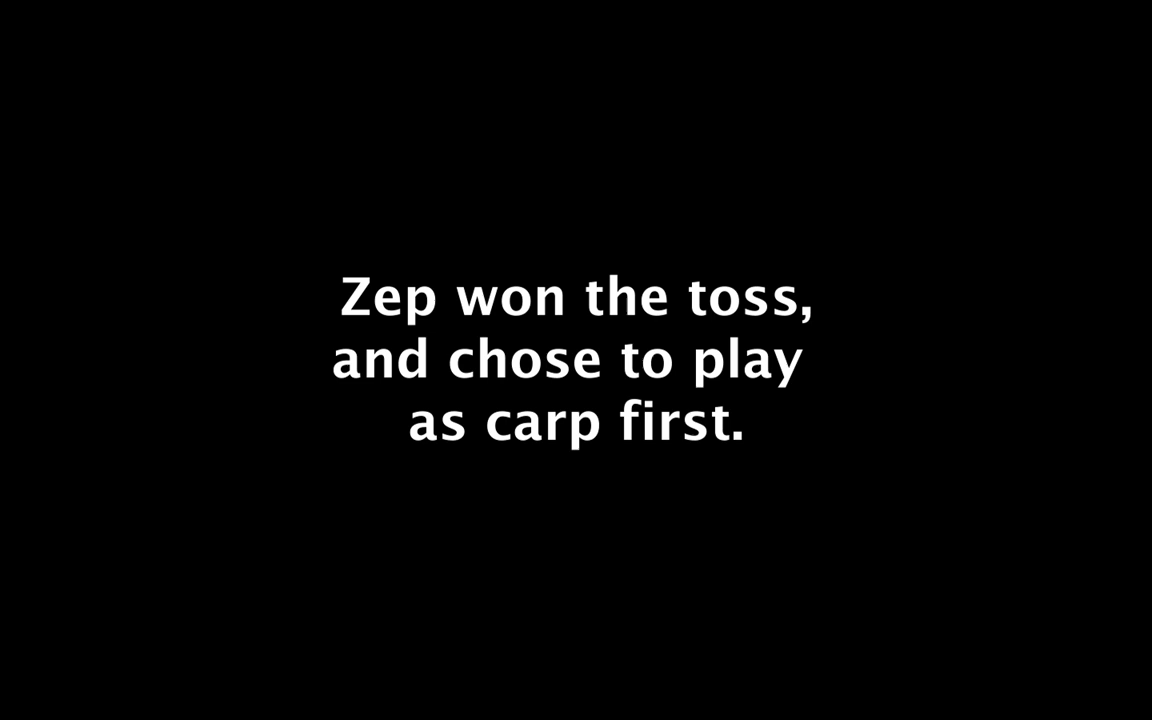 Zep won the toss,
and chose to play
as carp first.